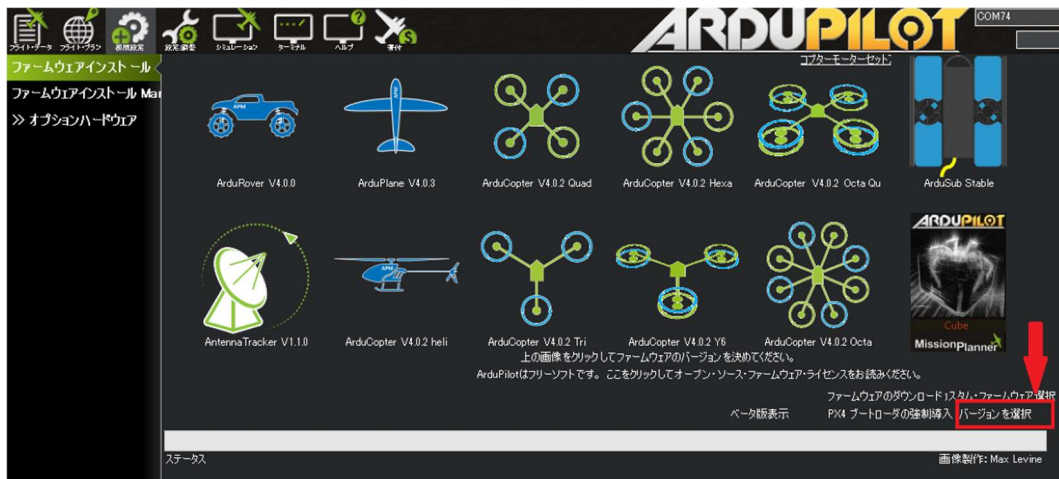 フライト・データ フライト・プラン 初期設定 設定/調整 シミュレーション ターミナル ヘルプ 寄付
ARDUPILOT
COM74
ファームウェアインストール
ファームウェアインストール Mar
≫ オプションハードウェア
コプターモーターセット
APM
ArduRover V4.0.0
ArduPlane V4.0.3
ArduCopter V4.0.2 Quad
ArduCopter V4.0.2 Hexa
ArduCopter V4.0.2 Octa Qu
ArduSub Stable
ARDUPILOT
Cube
MissionPlanner
APM
AntennaTracker V1.1.0
ArduCopter V4.0.2 heli
ArduCopter V4.0.2 Tri
ArduCopter V4.0.2 Y6
ArduCopter V4.0.2 Octa
上の画像をクリックしてファームウェアのバージョンを決めてください。
ArduPilotはフリーソフトです。 ここをクリックしてオープン・ソース・ファームウェア・ライセンスをお読みください。
ファームウェアのダウンロード スタム・ファームウェア選択
ベータ版表示 PX4 ブートローダの強制導入 バージョンを選択
ステータス
画像製作: Max Levine